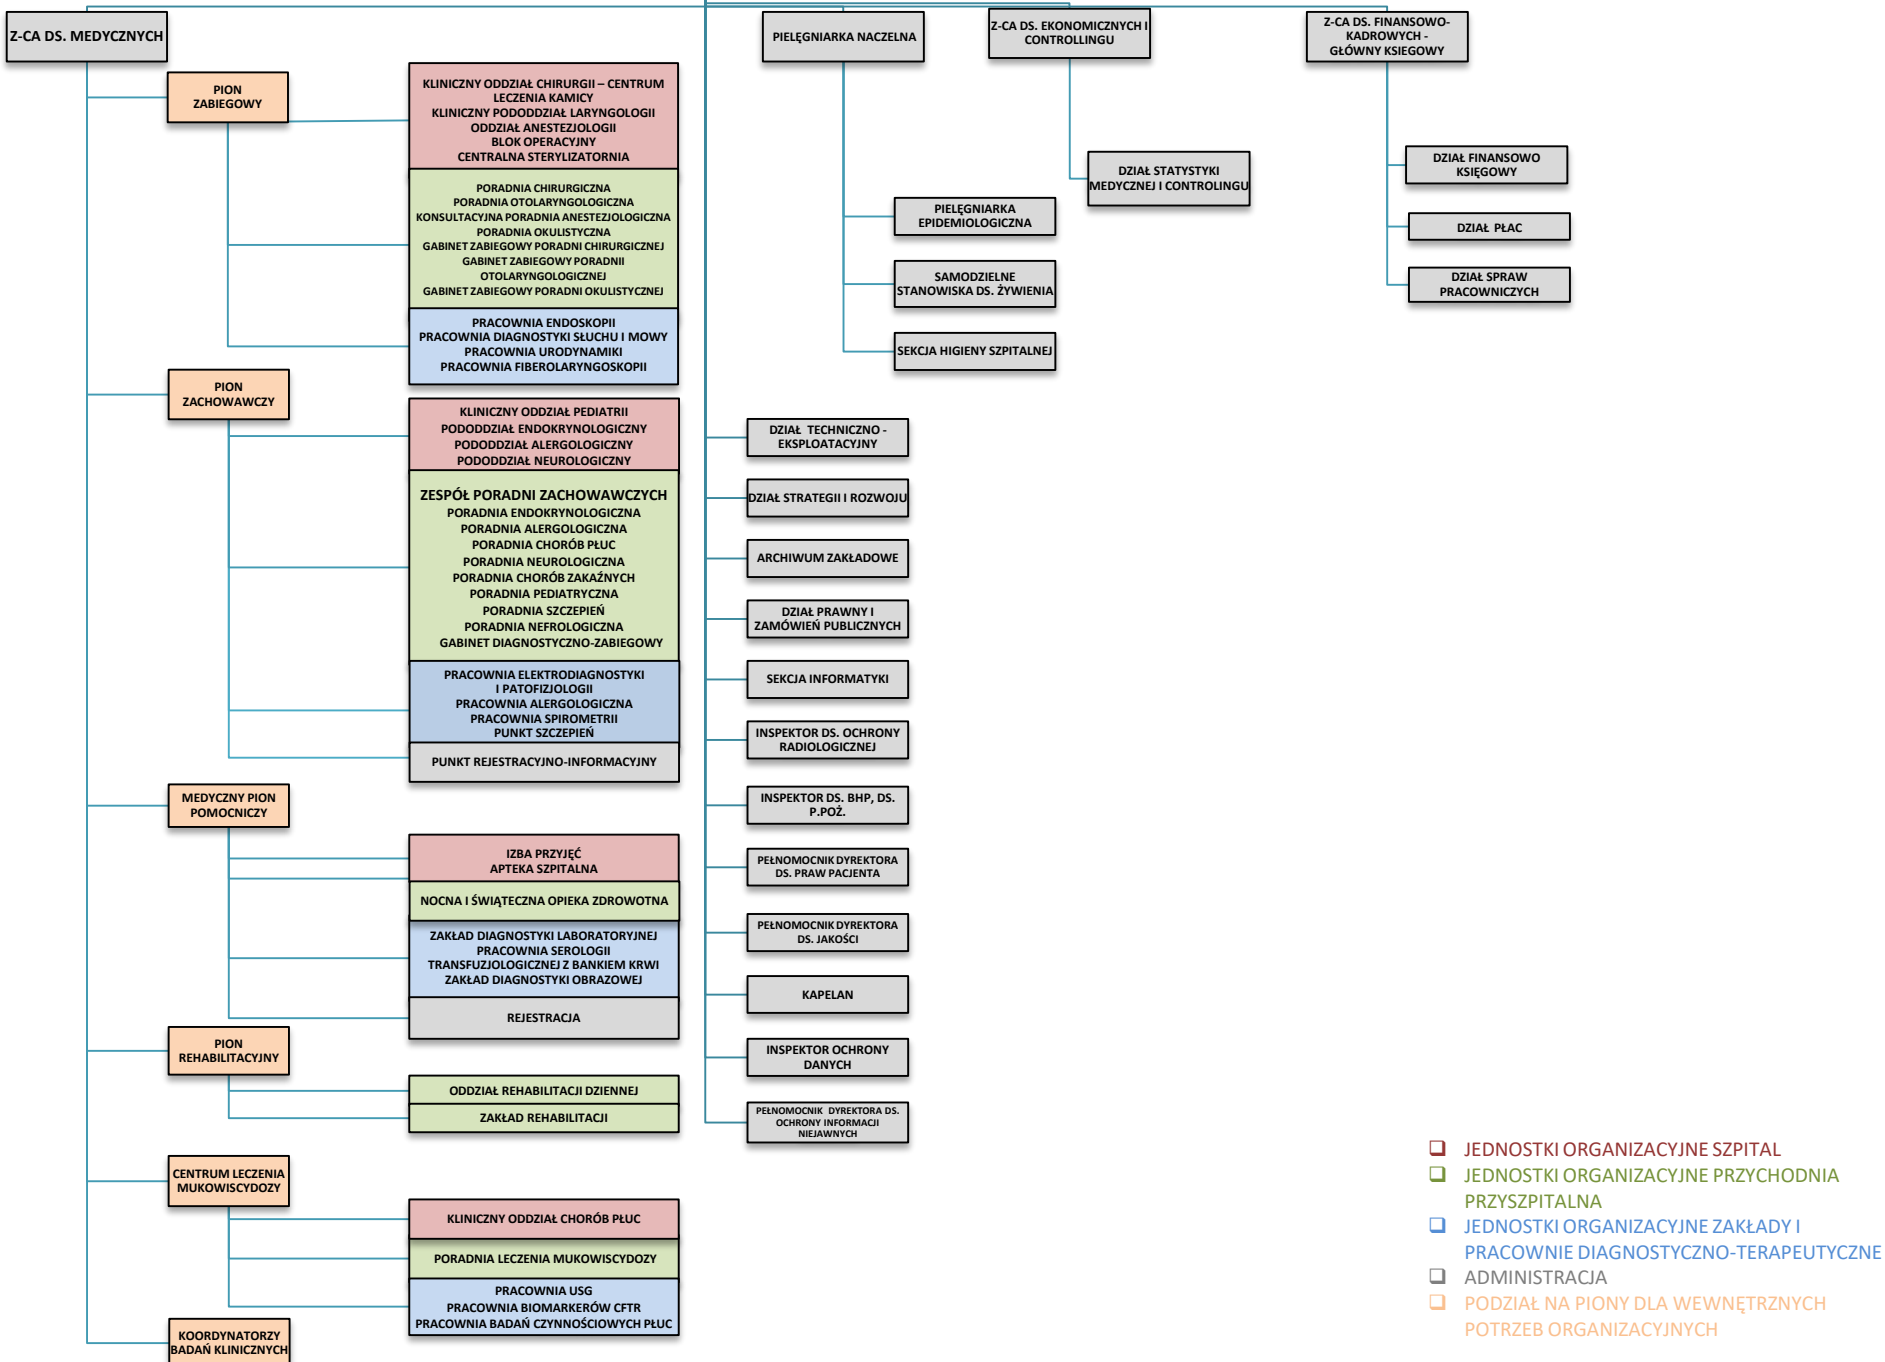 Z-CA DS. MEDYCZNYCH
PIELĘGNIARKA NACZELNA
Z-CA DS. EKONOMICZNYCH I
CONTROLLINGU
Z-CA DS. FINANSOWO-
KADROWYCH -
GŁÓWNY KSIEGOWY
PION
ZABIEGOWY
KLINICZNY ODDZIAŁ CHIRURGII – CENTRUM
LECZENIA KAMICY
KLINICZNY PODODDZIAŁ LARYNGOLOGII
ODDZIAŁ ANESTEZJOLOGII
BLOK OPERACYJNY
CENTRALNA STERYLIZATORNIA
PORADNIA CHIRURGICZNA
PORADNIA OTOLARYNGOLOGICZNA
KONSULTACYJNA PORADNIA ANESTEZJOLOGICZNA
PORADNIA OKULISTYCZNA
GABINET ZABIEGOWY PORADNI CHIRURGICZNEJ
GABINET ZABIEGOWY PORADNII
OTOLARYNGOLOGICZNEJ
GABINET ZABIEGOWY PORADNI OKULISTYCZNEJ
PRACOWNIA ENDOSKOPII
PRACOWNIA DIAGNOSTYKI SŁUCHU I MOWY
PRACOWNIA URODYNAMIKI
PRACOWNIA FIBEROLARYNGOSKOPII
PION
ZACHOWAWCZY
KLINICZNY ODDZIAŁ PEDIATRII
PODODDZIAŁ ENDOKRYNOLOGICZNY
PODODDZIAŁ ALERGOLOGICZNY
PODODDZIAŁ NEUROLOGICZNY
ZESPÓŁ PORADNI ZACHOWAWCZYCH
PORADNIA ENDOKRYNOLOGICZNA
PORADNIA ALERGOLOGICZNA
PORADNIA CHORÓB PŁUC
PORADNIA NEUROLOGICZNA
PORADNIA CHORÓB ZAKAŹNYCH
PORADNIA PEDIATRYCZNA
PORADNIA SZCZEPIEŃ
PORADNIA NEFROLOGICZNA
GABINET DIAGNOSTYCZNO-ZABIEGOWY
PRACOWNIA ELEKTRODIAGNOSTYKI
I PATOFIZJOLOGII
PRACOWNIA ALERGOLOGICZNA
PRACOWNIA SPIROMETRII
PUNKT SZCZEPIEŃ
PUNKT REJESTRACYJNO-INFORMACYJNY
MEDYCZNY PION
POMOCNICZY
IZBA PRZYJĘĆ
APTEKA SZPITALNA
NOCNA I ŚWIĄTECZNA OPIEKA ZDROWOTNA
ZAKŁAD DIAGNOSTYKI LABORATORYJNEJ
PRACOWNIA SEROLOGII
TRANSFUZJOLOGICZNEJ Z BANKIEM KRWI
ZAKŁAD DIAGNOSTYKI OBRAZOWEJ
REJESTRACJA
PION
REHABILITACYJNY
ODDZIAŁ REHABILITACJI DZIENNEJ
ZAKŁAD REHABILITACJI
CENTRUM LECZENIA
MUKOWISCYDOZY
KLINICZNY ODDZIAŁ CHORÓB PŁUC
PORADNIA LECZENIA MUKOWISCYDOZY
PRACOWNIA USG
PRACOWNIA BIOMARKERÓW CFTR
PRACOWNIA BADAŃ CZYNNOŚCIOWYCH PŁUC
KOORDYNATORZY
BADAŃ KLINICZNYCH
PIELĘGNIARKA
EPIDEMIOLOGICZNA
SAMODZIELNE
STANOWISKA DS. ŻYWIENIA
SEKCJA HIGIENY SZPITALNEJ
DZIAŁ STATYSTYKI
MEDYCZNEJ I CONTROLINGU
DZIAŁ FINANSOWO
KSIĘGOWY
DZIAŁ PŁAC
DZIAŁ SPRAW
PRACOWNICZYCH
DZIAŁ TECHNICZNO -
EKSPLOATACYJNY
DZIAŁ STRATEGII I ROZWOJU
ARCHIWUM ZAKŁADOWE
DZIAŁ PRAWNY I
ZAMÓWIEŃ PUBLICZNYCH
SEKCJA INFORMATYKI
INSPEKTOR DS. OCHRONY
RADIOLOGICZNEJ
INSPEKTOR DS. BHP, DS.
P.POŻ.
PEŁNOMOCNIK DYREKTORA
DS. PRAW PACJENTA
PEŁNOMOCNIK DYREKTORA
DS. JAKOŚCI
KAPELAN
INSPEKTOR OCHRONY
DANYCH
PEŁNOMOCNIK DYREKTORA DS.
OCHRONY INFORMACJI
NIEJAWNYCH
JEDNOSTKI ORGANIZACYJNE SZPITAL
JEDNOSTKI ORGANIZACYJNE PRZYCHODNIA
PRZYSZPITALNA
JEDNOSTKI ORGANIZACYJNE ZAKŁADY I
PRACOWNIE DIAGNOSTYCZNO-TERAPEUTYCZNE
ADMINISTRACJA
PODZIAŁ NA PIONY DLA WEWNĘTRZNYCH
POTRZEB ORGANIZACYJNYCH